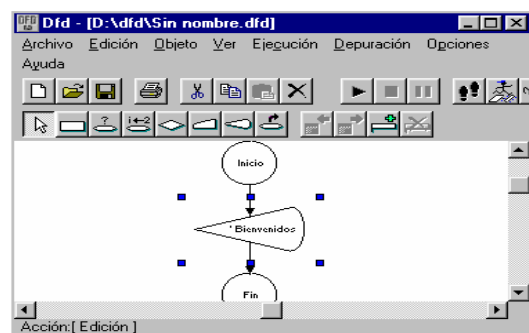 Dfd - [D:\dfd\Sin nombre.dfd]
Archivo Edición Objeto Ver Ejecución Depuración Opciones
Ayuda
Inicio
' Bienvenidos
Fin
Acción:[ Edición ]